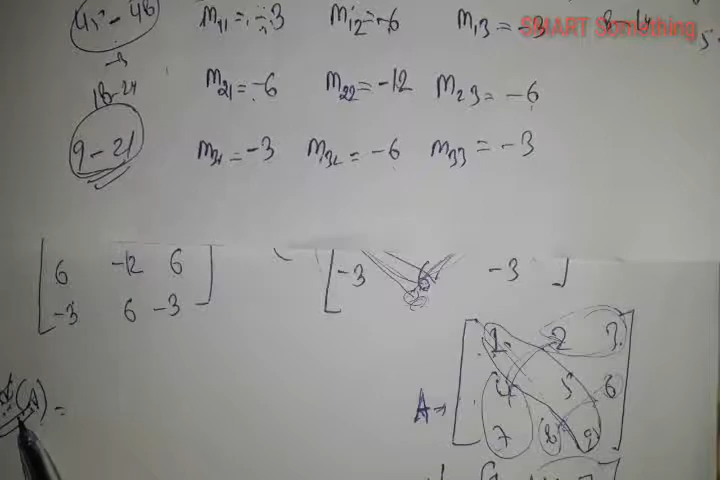 45 - 48 m11 = -3 m12 = -6 m13 = -3
SMART Something
18-24 m21 = -6 m22 = -12 m23 = -6
9 - 21 m31 = -3 m32 = -6 m33 = -3
6 -12 6 -3 6 -3
-3 6 -3
A = 1 2 3
4 5 6
(A) =
7 8 9